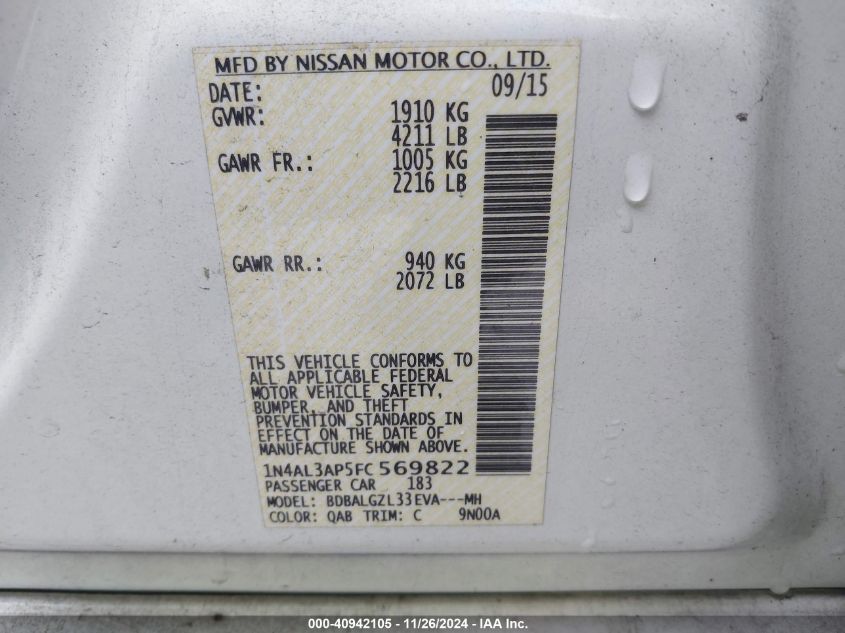 MFD BY NISSAN MOTOR CO., LTD.
DATE: 09/15
GVWR: 1910 KG
4211 LB
GAWR FR.: 1005 KG
2216 LB
GAWR RR.: 940 KG
2072 LB
THIS VEHICLE CONFORMS TO
ALL APPLICABLE FEDERAL
MOTOR VEHICLE SAFETY,
BUMPER, AND THEFT
PREVENTION STANDARDS IN
EFFECT ON THE DATE OF
MANUFACTURE SHOWN ABOVE.
1N4AL3AP5FC569822
PASSENGER CAR 183
MODEL: BDBALGZL33EVA---MH
COLOR: QAB TRIM: C 9N00A
000-40942105 - 11/26/2024 - IAA Inc.